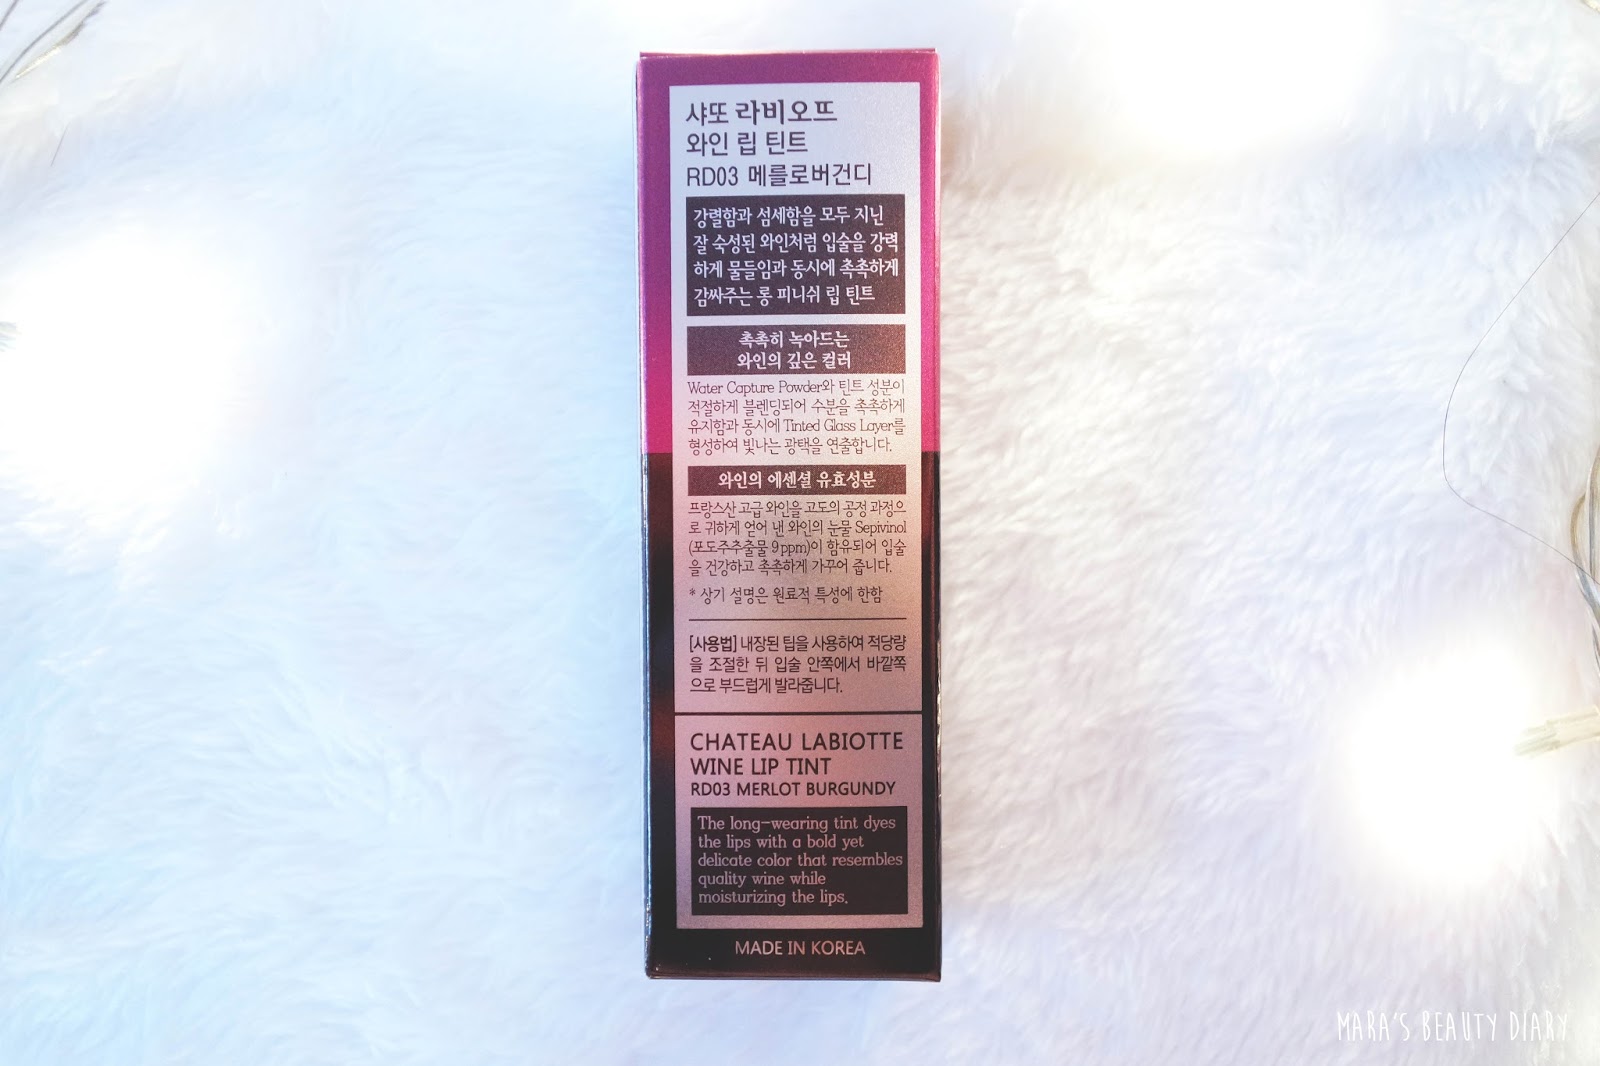 샤또 라비오뜨
와인 립 틴트
RD03 메를로버건디
강렬함과 섬세함을 모두 지닌
잘 숙성된 와인처럼 입술을 강력
하게 물들임과 동시에 촉촉하게
감싸주는 롱 피니쉬 립 틴트
촉촉히 녹아드는
와인의 깊은 컬러
Water Capture Powder와 틴트 성분이
적절하게 블렌딩되어 수분을 촉촉하게
유지함과 동시에 Tinted Glass Layer를
형성하여 빛나는 광택을 연출합니다.
와인의 에센셜 유효성분
프랑스산 고급 와인을 고도의 공정 과정으
로 귀하게 얻어 낸 와인의 눈물 Sepivinol
(포도주추출물 9ppm)이 함유되어 입술
을 건강하고 촉촉하게 가꾸어 줍니다.
* 상기 설명은 원료적 특성에 한함
[사용법] 내장된 팁을 사용하여 적당량
을 조절한 뒤 입술 안쪽에서 바깥쪽
으로 부드럽게 발라줍니다.
CHATEAU LABIOTTE
WINE LIP TINT
RD03 MERLOT BURGUNDY
The long-wearing tint dyes
the lips with a bold yet
delicate color that resembles
quality wine while
moisturizing the lips.
MADE IN KOREA
MARA'S BEAUTY DIARY